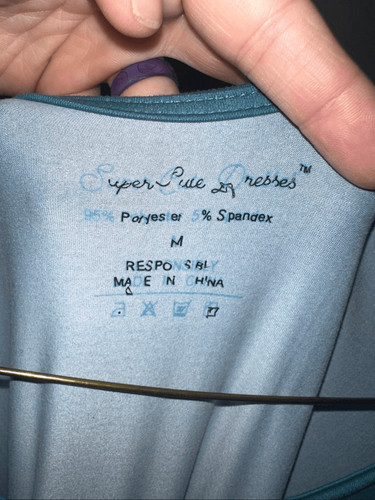 Super Cute Dresses™
95% Polyester 5% Spandex
M
RESPONSIBLY
MADE IN CHINA